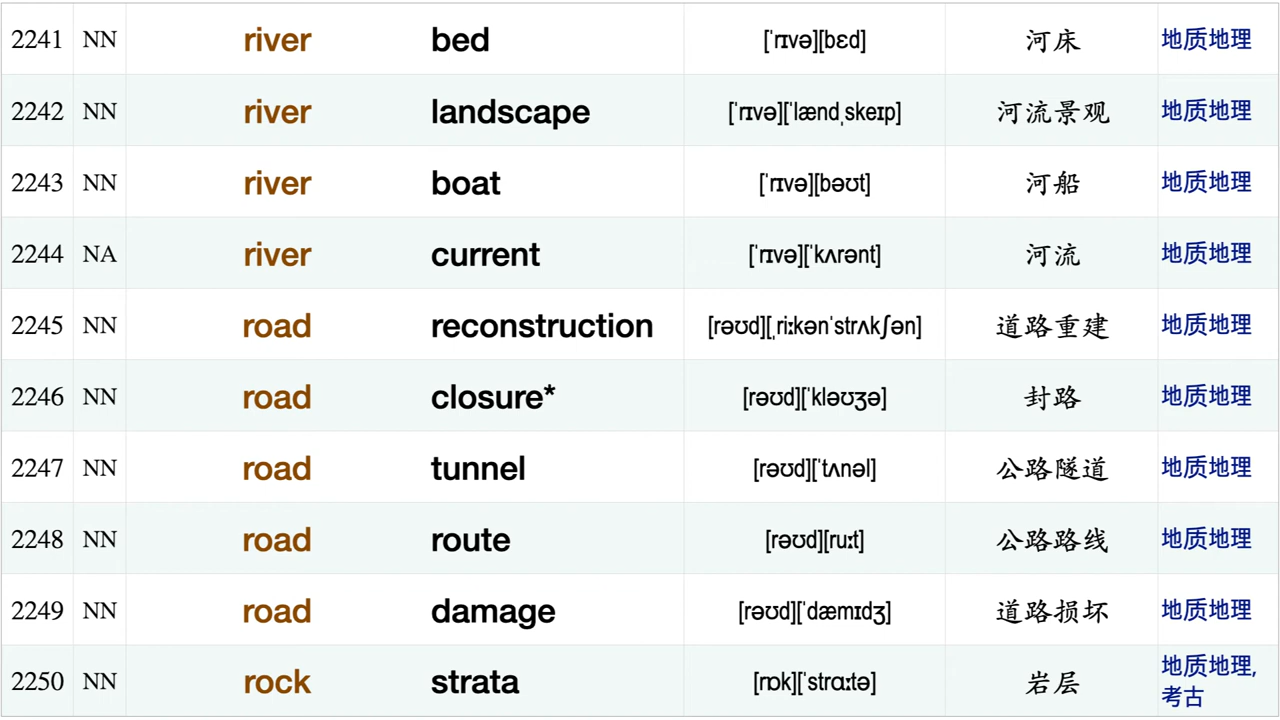 2241 NN river bed [ˈrɪvə][bɛd] 河床 地质地理
2242 NN river landscape [ˈrɪvə][ˈlændˌskeɪp] 河流景观 地质地理
2243 NN river boat [ˈrɪvə][bəʊt] 河船 地质地理
2244 NA river current [ˈrɪvə][ˈkʌrənt] 河流 地质地理
2245 NN road reconstruction [rəʊd][ˌriːkənˈstrʌkʃən] 道路重建 地质地理
2246 NN road closure* [rəʊd][ˈkləʊʒə] 封路 地质地理
2247 NN road tunnel [rəʊd][ˈtʌnəl] 公路隧道 地质地理
2248 NN road route [rəʊd][ruːt] 公路路线 地质地理
2249 NN road damage [rəʊd][ˈdæmɪdʒ] 道路损坏 地质地理
2250 NN rock strata [rɒk][ˈstrɑːtə] 岩层 地质地理,
考古